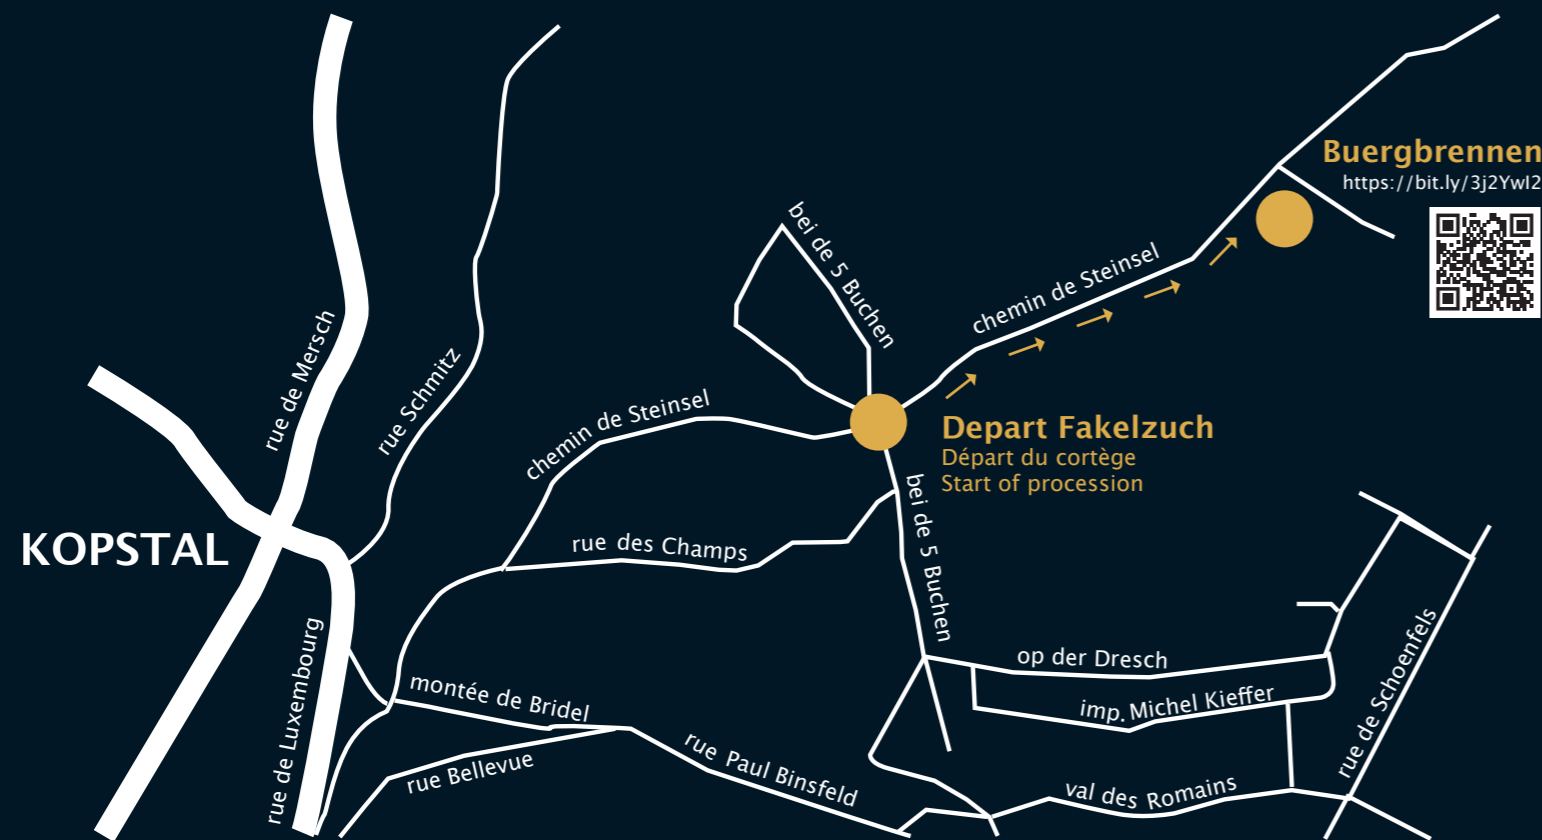 Buergbrennen
https://bit.ly/3j2YwI2
bei de 5 Buchen
chemin de Steinsel
rue de Mersch
rue Schmitz
chemin de Steinsel
Depart Fakelzuch
Départ du cortège
Start of procession
bei de 5 Buchen
KOPSTAL
rue des Champs
rue de Luxembourg
op der Dresch
imp. Michel Kieffer
rue de Schoenfels
montée de Bridel
rue Bellevue
rue Paul Binsfeld
val des Romains